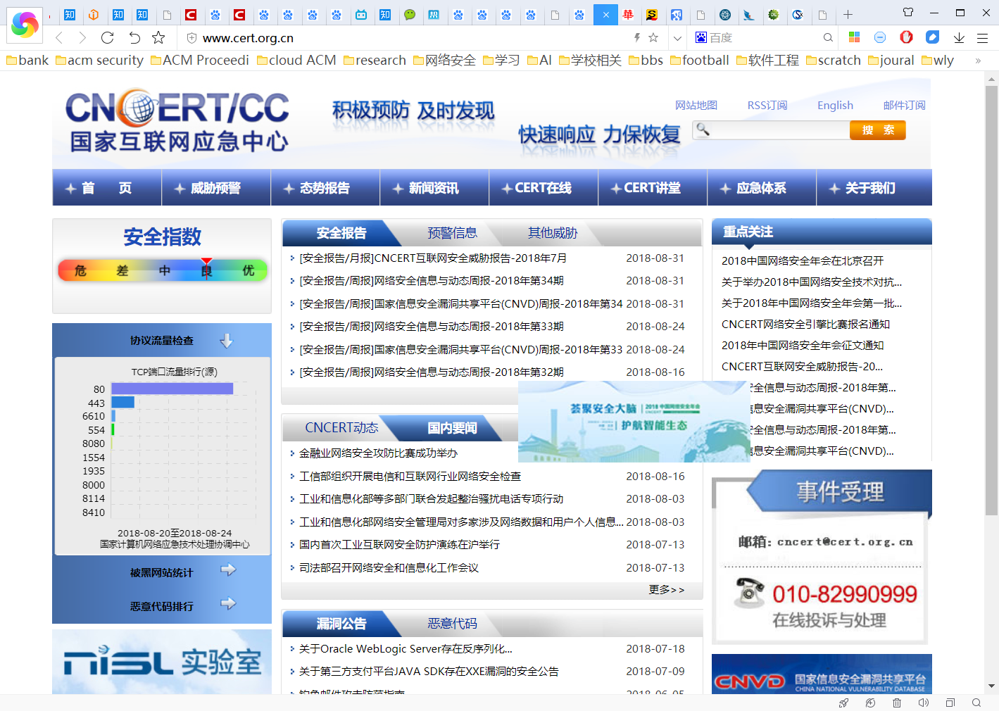 www.cert.org.cn
百度
bank
acm security
ACM Proceedi
cloud ACM
research
网络安全
学习
AI
学校相关
bbs
football
软件工程
scratch
joural
wly
CNCERT/CC
国家互联网应急中心
积极预防 及时发现
快速响应 力保恢复
网站地图
RSS订阅
English
邮件订阅
搜 索
首 页
威胁预警
态势报告
新闻资讯
CERT在线
CERT讲堂
应急体系
关于我们
安全指数
危 差 中 良 优
协议流量检查
TCP端口流量排行(源)
80
443
6610
554
8080
1554
1935
8000
8114
8410
2018-08-20至2018-08-24
国家计算机网络应急技术处理协调中心
被黑网站统计
恶意代码排行
NISL 实验室
安全报告 预警信息 其他威胁
[安全报告/月报]CNCERT互联网安全威胁报告-2018年7月 2018-08-31
[安全报告/周报]网络安全信息与动态周报-2018年第34期 2018-08-31
[安全报告/周报]国家信息安全漏洞共享平台(CNVD)周报-2018年第34 2018-08-31
[安全报告/周报]网络安全信息与动态周报-2018年第33期 2018-08-24
[安全报告/周报]国家信息安全漏洞共享平台(CNVD)周报-2018年第33 2018-08-24
[安全报告/周报]网络安全信息与动态周报-2018年第32期 2018-08-16
荟聚安全大脑 2018 中国网络安全年会
护航智能生态
CNCERT动态 国内要闻
金融业网络安全攻防比赛成功举办
工信部组织开展电信和互联网行业网络安全检查 2018-08-16
工业和信息化部等多部门联合发起整治骚扰电话专项行动 2018-08-03
工业和信息化部网络安全管理局对多家涉及网络数据和用户个人信息... 2018-08-03
国内首次工业互联网安全防护演练在沪举行 2018-07-13
司法部召开网络安全和信息化工作会议 2018-07-13
更多>>
漏洞公告 恶意代码
关于Oracle WebLogic Server存在反序列化... 2018-07-18
关于第三方支付平台JAVA SDK存在XXE漏洞的安全公告 2018-07-09
钓鱼邮件攻击防范指南 2018-06-05
重点关注
2018中国网络安全年会在北京召开
关于举办2018中国网络安全技术对抗...
关于2018年中国网络安全年会第一批...
CNCERT网络安全引擎比赛报名通知
2018年中国网络安全年会征文通知
CNCERT互联网安全威胁报告-20...
安全信息与动态周报-2018年第...
信息安全漏洞共享平台(CNVD)...
安全信息与动态周报-2018年第...
信息安全漏洞共享平台(CNVD)...
事件受理
邮箱：cncert@cert.org.cn
010-82990999
在线投诉与处理
CNVD 国家信息安全漏洞共享平台
CHINA NATIONAL VULNERABILITY DATABASE